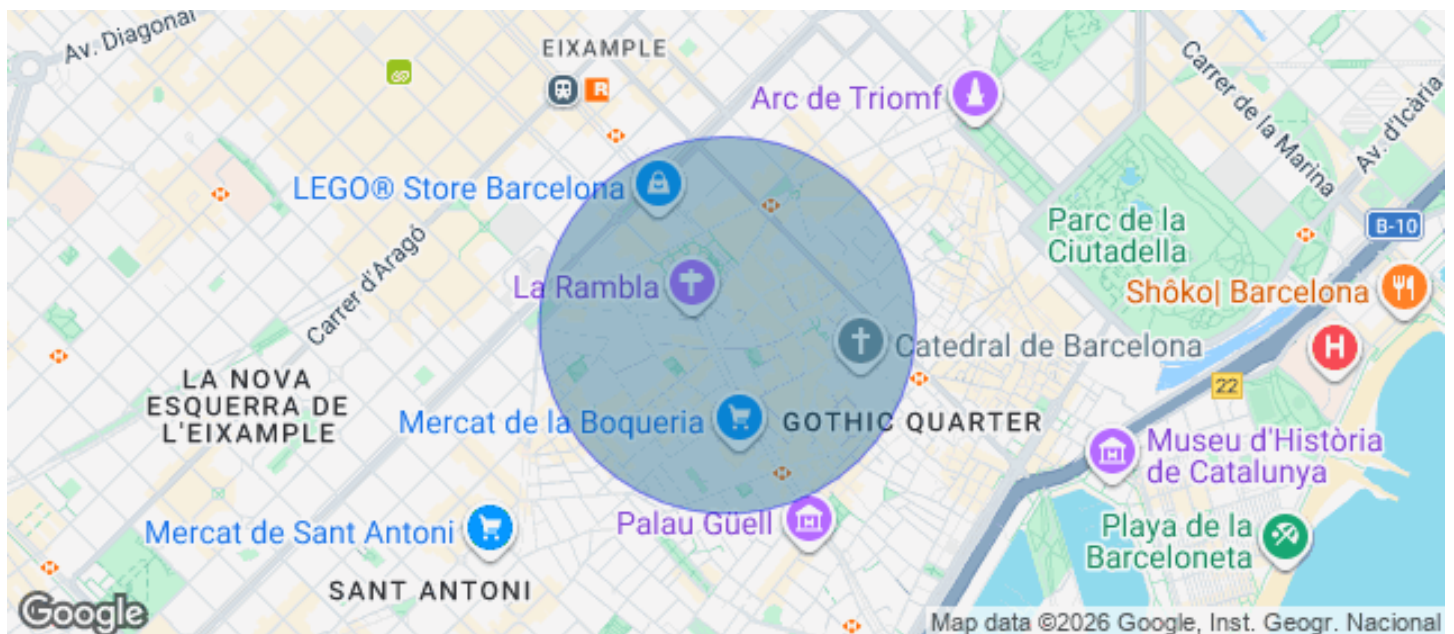 Av. Diagonal
EIXAMPLE
Arc de Triomf
Carrer de la Marina
Av. d'Icària
LEGO® Store Barcelona
Parc de la
Ciutadella
B-10
Carrer d'Aragó
La Rambla
Shôko| Barcelona
Catedral de Barcelona
H
22
LA NOVA
ESQUERRA DE
L'EIXAMPLE
Mercat de la Boqueria
GOTHIC QUARTER
Museu d'Història
de Catalunya
Mercat de Sant Antoni
Palau Güell
Playa de la
Barceloneta
SANT ANTONI
Google
Map data ©2026 Google, Inst. Geogr. Nacional